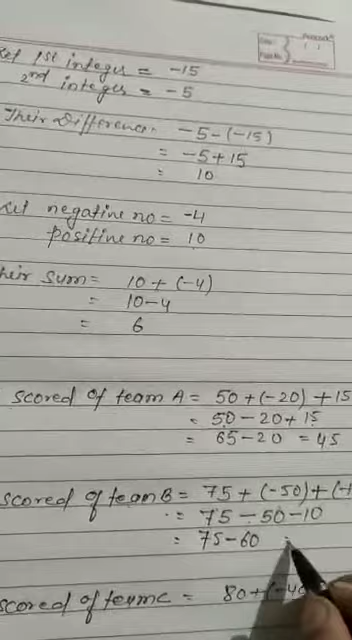 Let 1st integer = -15
2nd integer = -5
Their Difference. -5-(-15)
= -5+15
= 10
Let negative no = -4
positive no = 10
Their sum = 10 + (-4)
= 10-4
= 6
scored of team A = 50 + (-20) + 15
= 50 - 20 + 15
= 65 - 20 = 45
scored of team B = 75 + (-50) + (-1
= 75 - 50 - 10
= 75-60
scored of team C = 80 + (-40